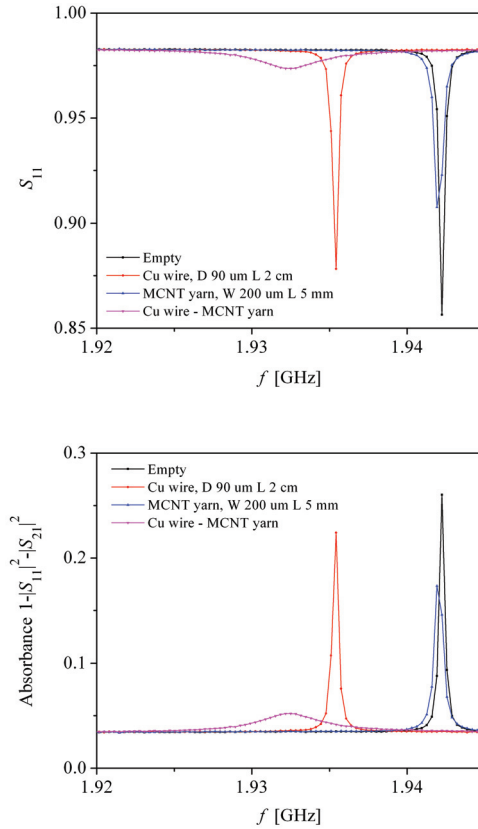 1.00
0.95
0.90
0.85
S11
Empty
Cu wire, D 90 um L 2 cm
MCNT yarn, W 200 um L 5 mm
Cu wire - MCNT yarn
1.92
1.93
1.94
f [GHz]
0.3
0.2
0.1
0.0
Absorbance 1-|S11|^2-|S21|^2
Empty
Cu wire, D 90 um L 2 cm
MCNT yarn, W 200 um L 5 mm
Cu wire - MCNT yarn
1.92
1.93
1.94
f [GHz]